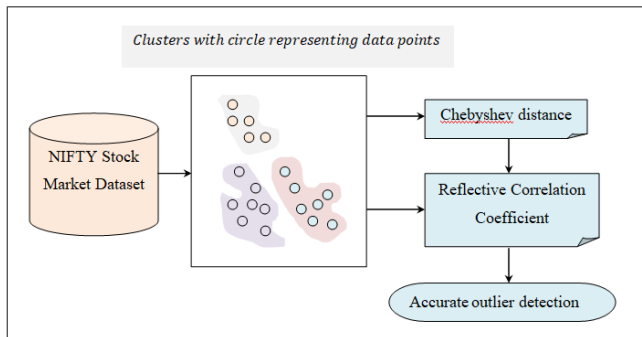 Clusters with circle representing data points
NIFTY Stock
Market Dataset
Chebyshev distance
Reflective Correlation
Coefficient
Accurate outlier detection